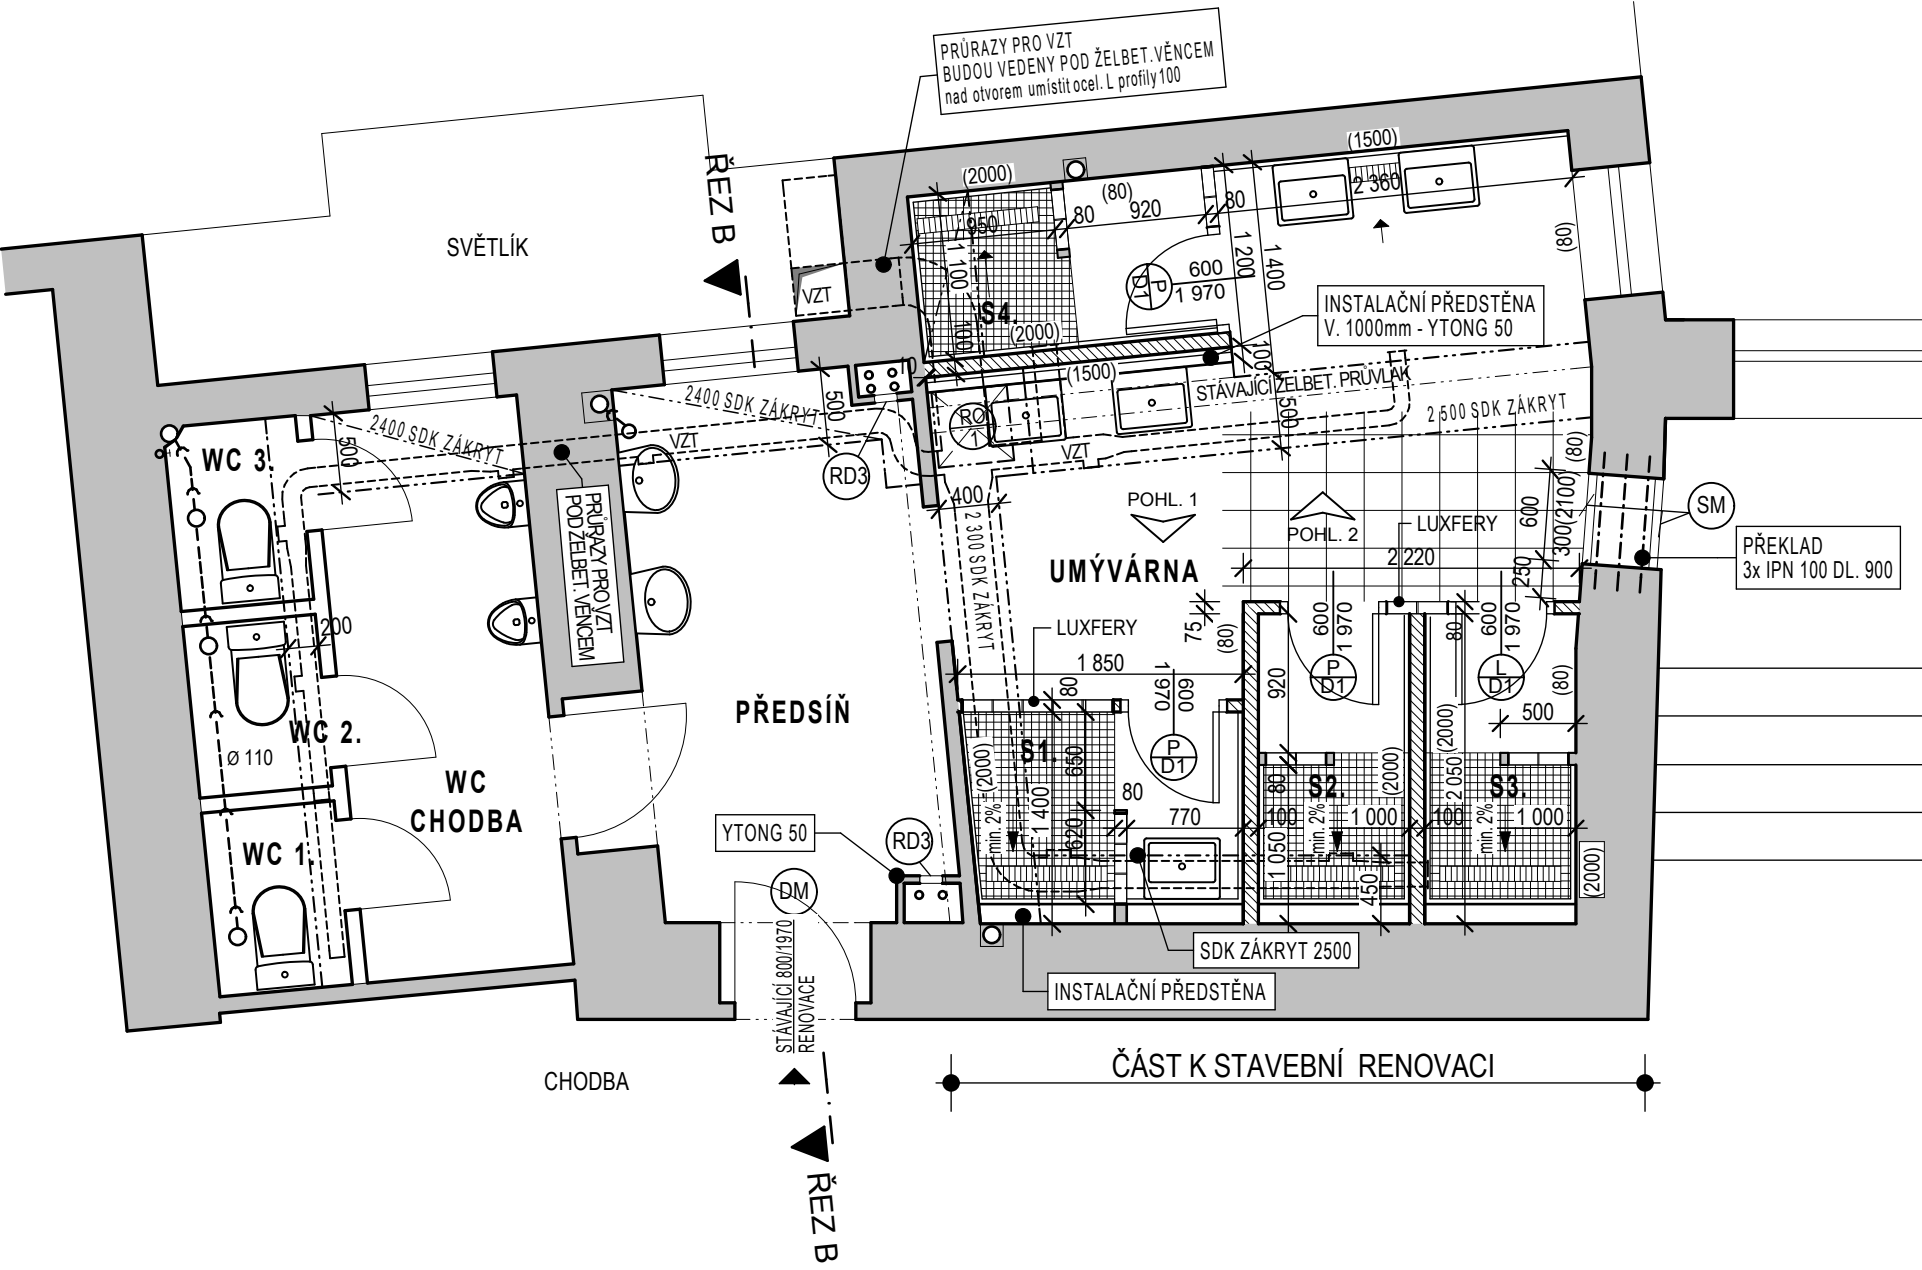 PRŮRAZY PRO VZT
BUDOU VEDENY POD ŽELBET. VĚNCEM
nad otvorem umístit ocel. L profily 100
ŘEZ B
SVĚTLÍK
VZT
(2000)
(80)
80
920
80
(1500)
2 360
950
1 100
100
S4.
(2000)
P
D1
600
1 970
1 200
1 400
(80)
INSTALAČNÍ PŘEDSTĚNA
V. 1000mm - YTONG 50
100
10
(1500)
STÁVAJÍCÍ ŽELBET. PRŮVLAK
500
2 500 SDK ZÁKRYT
RO
1
VZT
500
2400 SDK ZÁKRYT
VZT
RD3
2400 SDK ZÁKRYT
500
WC 3.
PRŮRAZY PRO VZT
POD ŽELBET. VĚNCEM
400
2 300 SDK ZÁKRYT
POHL. 1
POHL. 2
LUXFERY
(80)
600
300(2100)
250
SM
PŘEKLAD
3x IPN 100 DL. 900
UMÝVÁRNA
2 220
200
75
(80)
LUXFERY
1 850
80
600
1 970
P
D1
600
1 970
P
D1
80
600
1 970
L
D1
(80)
500
920
WC 2.
Ø 110
PŘEDSÍŇ
WC
CHODBA
S1.
(2000)
650
1 400
620
min. 2%
80
770
80
100
S2.
(2000)
min. 2%
1 000
1 050
450
100
(2000)
2 050
S3.
min. 2%
1 000
(2000)
WC 1.
YTONG 50
RD3
DM
STÁVAJÍCÍ 800/1970
RENOVACE
SDK ZÁKRYT 2500
INSTALAČNÍ PŘEDSTĚNA
CHODBA
ČÁST K STAVEBNÍ RENOVACI
ŘEZ B